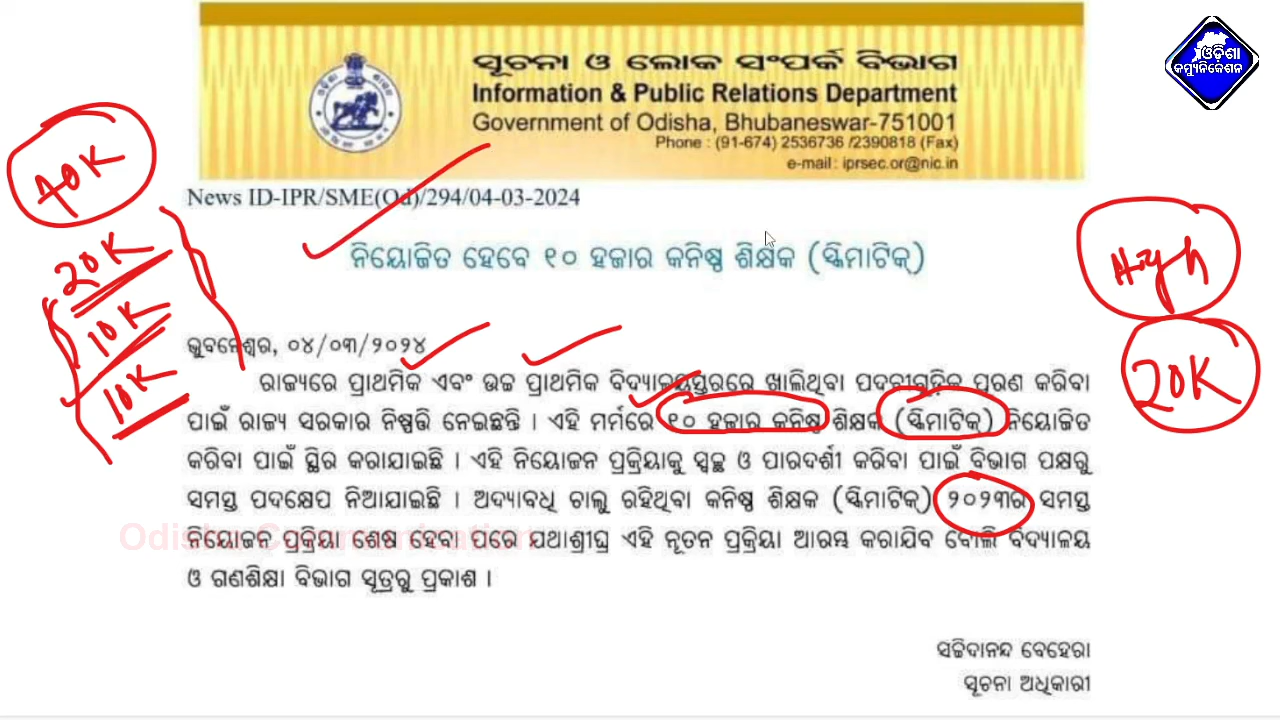 ଓଡ଼ିଶା
କମ୍ୟୁନିକେଶନ
ସୂଚନା ଓ ଲୋକ ସଂପର୍କ ବିଭାଗ
Information & Public Relations Department
Government of Odisha, Bhubaneswar-751001
Phone : (91-674) 2536736 /2390818 (Fax)
e-mail : iprsec.or@nic.in
News ID-IPR/SME(Od)/294/04-03-2024
ନିୟୋଜିତ ହେବେ ୧୦ ହଜାର କନିଷ୍ଠ ଶିକ୍ଷକ (ସ୍କିମାଟିକ୍)
ଭୁବନେଶ୍ୱର, ୦୪/୦୩/୨୦୨୪
ରାଜ୍ୟରେ ପ୍ରାଥମିକ ଏବଂ ଉଚ୍ଚ ପ୍ରାଥମିକ ବିଦ୍ୟାଳୟସ୍ତରରେ ଖାଲିଥିବା ପଦବୀଗୁଡ଼ିକ ପୂରଣ କରିବା
ପାଇଁ ରାଜ୍ୟ ସରକାର ନିଷ୍ପତ୍ତି ନେଇଛନ୍ତି । ଏହି ମର୍ମରେ ୧୦ ହଜାର କନିଷ୍ଠ ଶିକ୍ଷକ (ସ୍କିମାଟିକ୍) ନିୟୋଜିତ
କରିବା ପାଇଁ ସ୍ଥିର କରାଯାଇଛି । ଏହି ନିୟୋଜନ ପ୍ରକ୍ରିୟାକୁ ସ୍ୱଚ୍ଛ ଓ ପାରଦର୍ଶୀ କରିବା ପାଇଁ ବିଭାଗ ପକ୍ଷରୁ
ସମସ୍ତ ପଦକ୍ଷେପ ନିଆଯାଇଛି । ଅଦ୍ୟାବଧି ଚାଲୁ ରହିଥିବା କନିଷ୍ଠ ଶିକ୍ଷକ (ସ୍କିମାଟିକ୍) ୨୦୨୩ର ସମସ୍ତ
ନିୟୋଜନ ପ୍ରକ୍ରିୟା ଶେଷ ହେବା ପରେ ଯଥାଶୀଘ୍ର ଏହି ନୂତନ ପ୍ରକ୍ରିୟା ଆରମ୍ଭ କରାଯିବ ବୋଲି ବିଦ୍ୟାଳୟ
ଓ ଗଣଶିକ୍ଷା ବିଭାଗ ସୂତ୍ରରୁ ପ୍ରକାଶ ।
Odisha Communication
ସଚ୍ଚିଦାନନ୍ଦ ବେହେରା
ସୂଚନା ଅଧିକାରୀ
40K
20K
10K
10K
High
20K